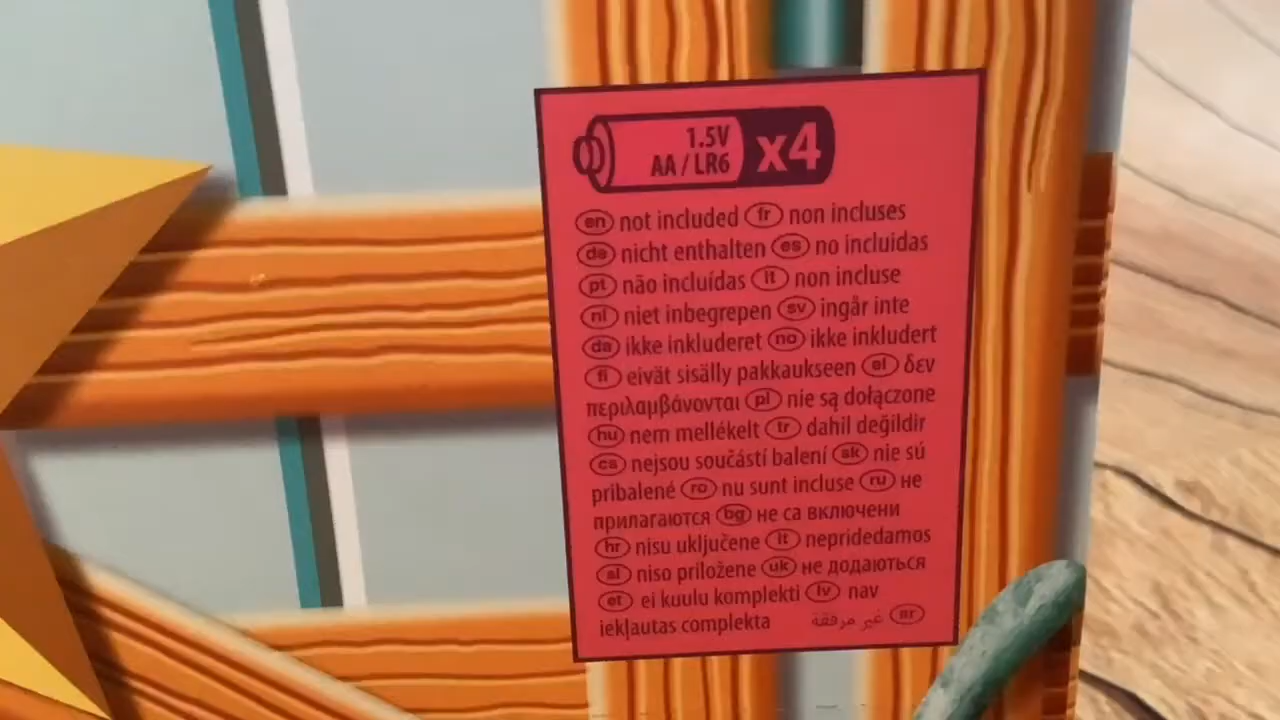 1.5V
AA / LR6
x4
en not included fr non incluses
de nicht enthalten es no incluidas
pt não incluídas it non incluse
nl niet inbegrepen sv ingår inte
da ikke inkluderet no ikke inkludert
fi eivät sisälly pakkaukseen el δεν
περιλαμβάνονται pl nie są dołączone
hu nem mellékelt tr dahil değildir
cs nejsou součástí balení sk nie sú
pribalené ro nu sunt incluse ru не
прилагаются bg не са включени
hr nisu uključene lt nepridedamos
sl niso priložene uk не додаються
et ei kuulu komplekti lv nav
iekļautas complekta ar غير مرفقة